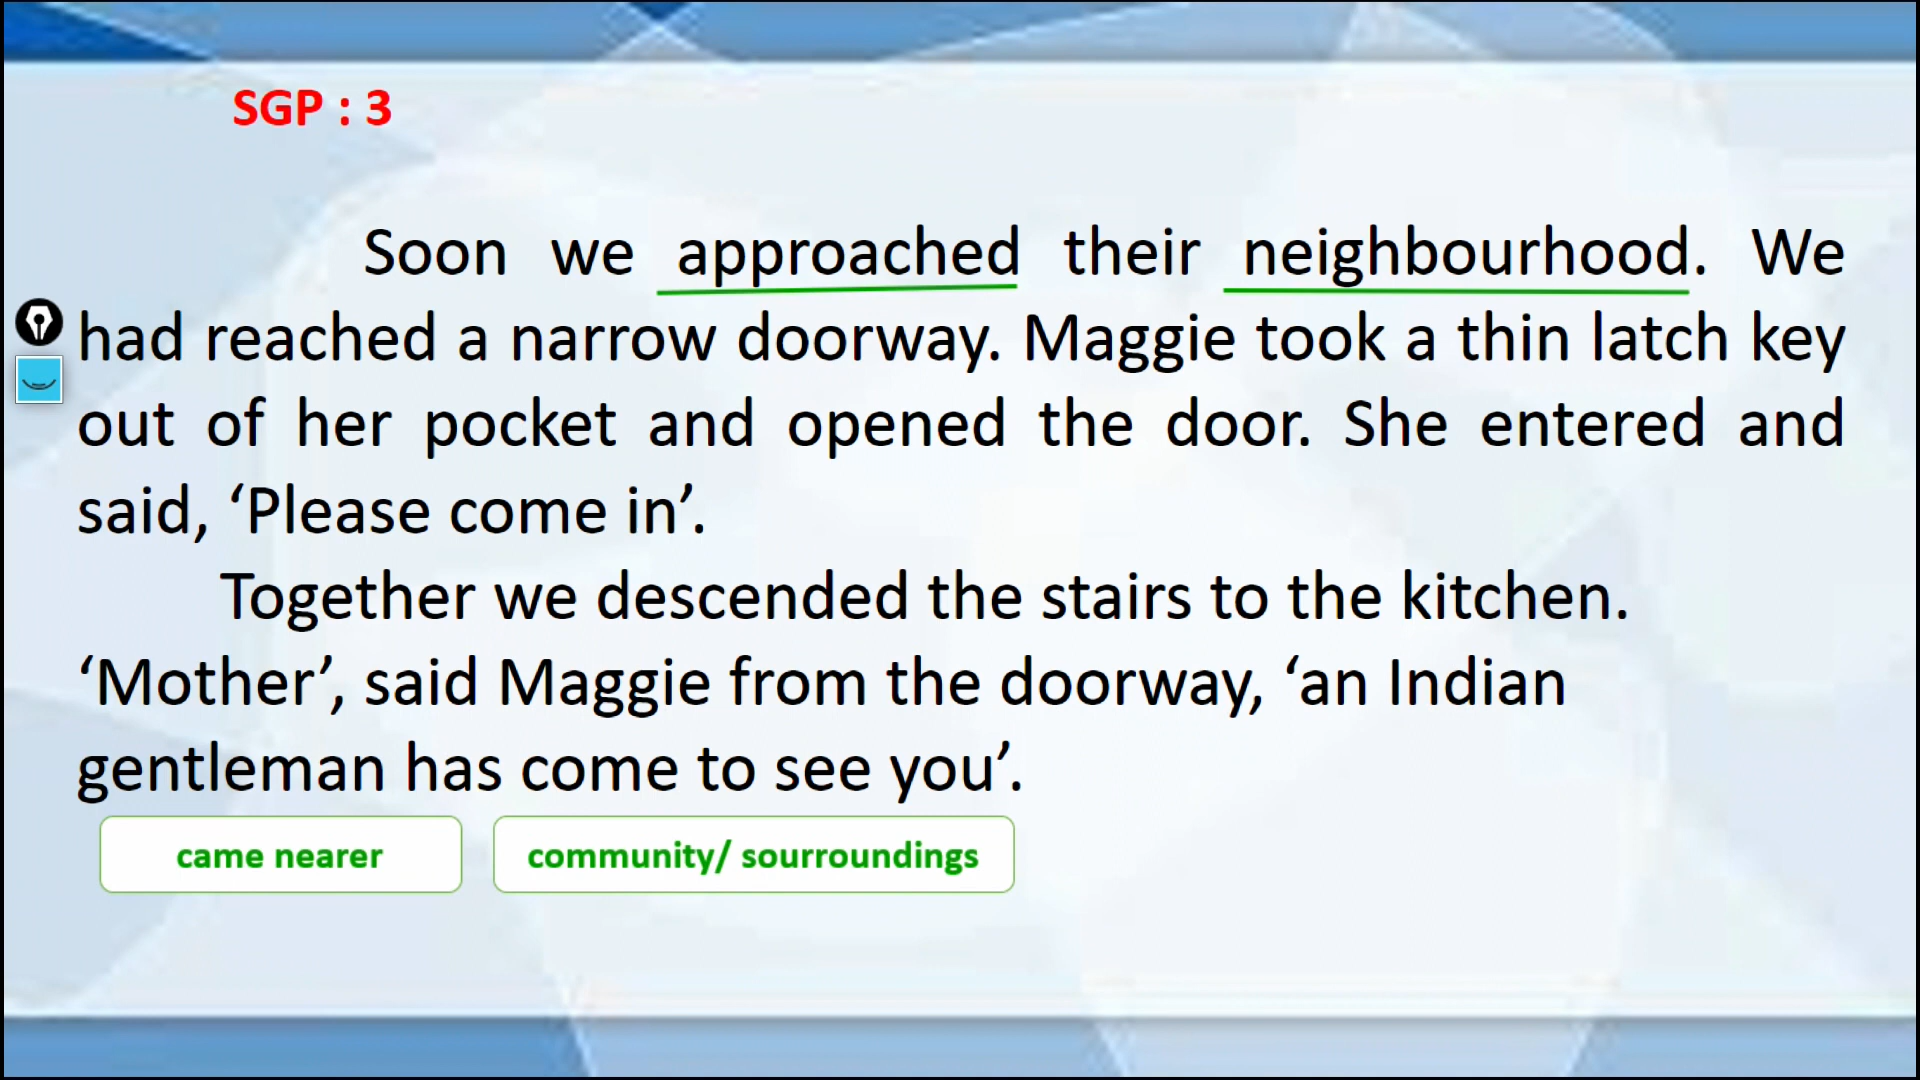 SGP : 3
Soon we approached their neighbourhood. We
had reached a narrow doorway. Maggie took a thin latch key
out of her pocket and opened the door. She entered and
said, ‘Please come in’.
Together we descended the stairs to the kitchen.
‘Mother’, said Maggie from the doorway, ‘an Indian
gentleman has come to see you’.
came nearer
community/ sourroundings